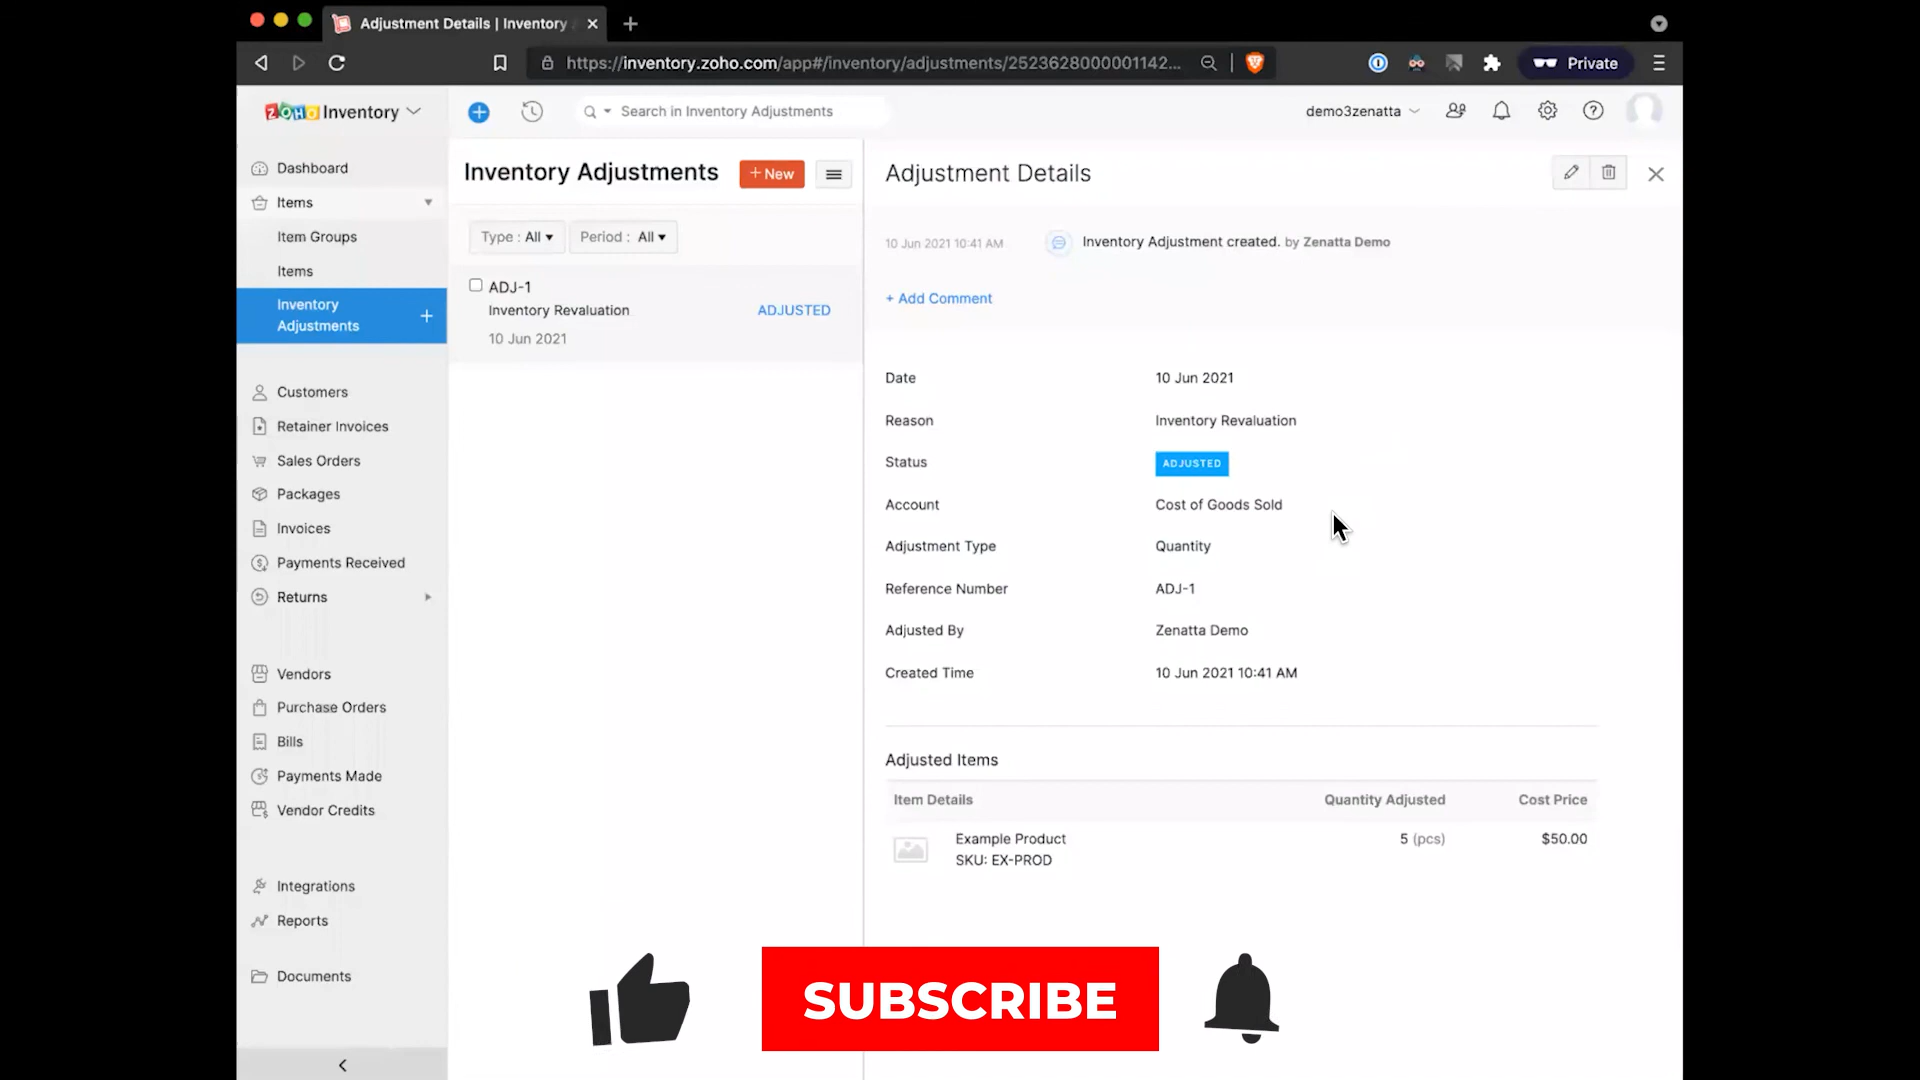 Adjustment Details | Inventory
https://inventory.zoho.com/app#/inventory/adjustments/2523628000001142...
Private
ZOHO Inventory
Search in Inventory Adjustments
demo3zenatta
Dashboard
Items
Item Groups
Items
Inventory
Adjustments
Customers
Retainer Invoices
Sales Orders
Packages
Invoices
Payments Received
Returns
Vendors
Purchase Orders
Bills
Payments Made
Vendor Credits
Integrations
Reports
Documents
Inventory Adjustments
+ New
Type : All
Period : All
ADJ-1
Inventory Revaluation
ADJUSTED
10 Jun 2021
Adjustment Details
10 Jun 2021 10:41 AM
Inventory Adjustment created. by Zenatta Demo
+ Add Comment
Date 10 Jun 2021
Reason Inventory Revaluation
Status ADJUSTED
Account Cost of Goods Sold
Adjustment Type Quantity
Reference Number ADJ-1
Adjusted By Zenatta Demo
Created Time 10 Jun 2021 10:41 AM
Adjusted Items
Item Details Quantity Adjusted Cost Price
Example Product 5 (pcs) $50.00
SKU: EX-PROD
SUBSCRIBE